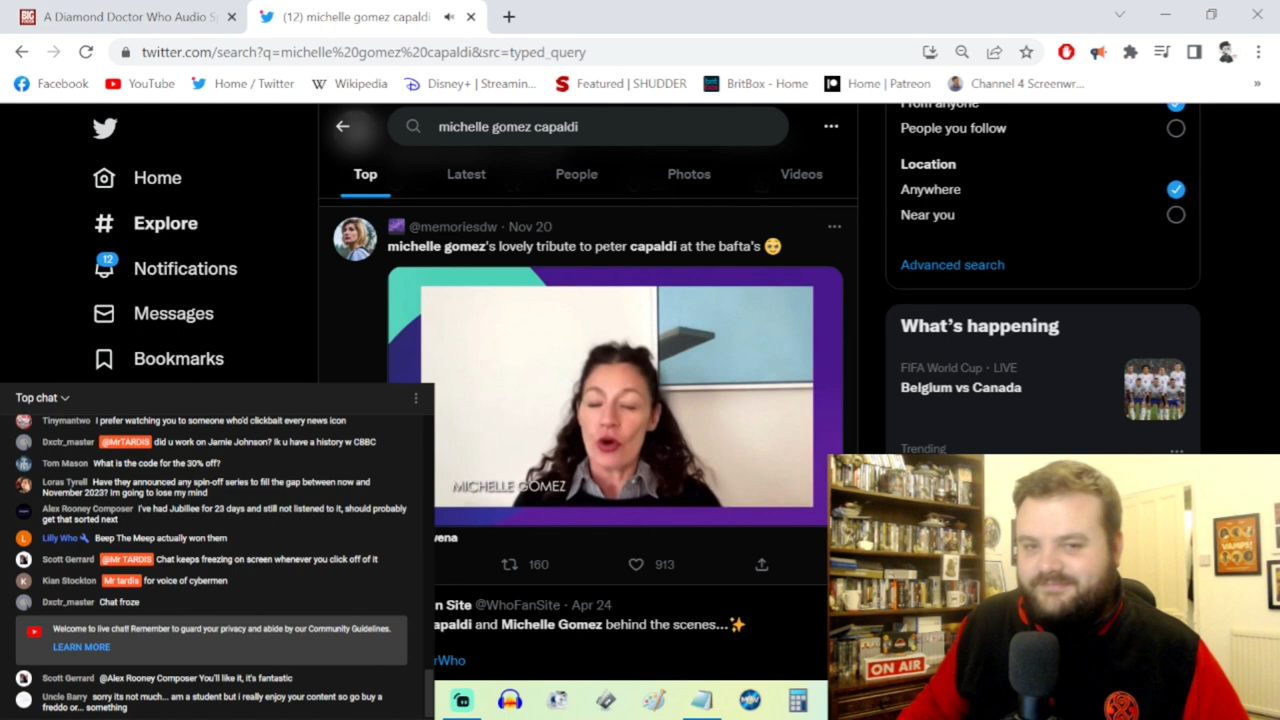 BIG
A Diamond Doctor Who Audio S
(12) michelle gomez capaldi
twitter.com/search?q=michelle%20gomez%20capaldi&src=typed_query
Facebook
YouTube
Home / Twitter
Wikipedia
Disney+ | Streamin...
Featured | SHUDDER
BritBox - Home
Home | Patreon
Channel 4 Screenwr...
»
michelle gomez capaldi
Top
Latest
People
Photos
Videos
Home
Explore
12
Notifications
Messages
Bookmarks
@memoriesdw · Nov 20
michelle gomez's lovely tribute to peter capaldi at the bafta's 🥹
MICHELLE GOMEZ
vena
160
913
n Site @WhoFanSite · Apr 24
apaldi and Michelle Gomez behind the scenes...✨
rWho
From anyone
People you follow
Location
Anywhere
Near you
Advanced search
What's happening
FIFA World Cup · LIVE
Belgium vs Canada
Trending
Top chat
Tinymantwo I prefer watching you to someone who'd clickbait every news icon
Dxctr_master @MrTARDIS did u work on Jamie Johnson? Ik u have a history w CBBC
Tom Mason What is the code for the 30% off?
Loras Tyrell Have they announced any spin-off series to fill the gap between now and
November 2023? Im going to lose my mind
Alex Rooney Composer I've had Jubilee for 23 days and still not listened to it, should probably
get that sorted next
L
Lilly Who Beep The Meep actually won them
Scott Gerrard @Mr TARDIS Chat keeps freezing on screen whenever you click off of it
K
Kian Stockton Mr tardis for voice of cybermen
Dxctr_master Chat froze
Welcome to live chat! Remember to guard your privacy and abide by our Community Guidelines.
LEARN MORE
Scott Gerrard @Alex Rooney Composer You'll like it, it's fantastic
Uncle Barry sorry its not much... am a student but i really enjoy your content so go buy a
freddo or... something
VAMPS!
ON AIR